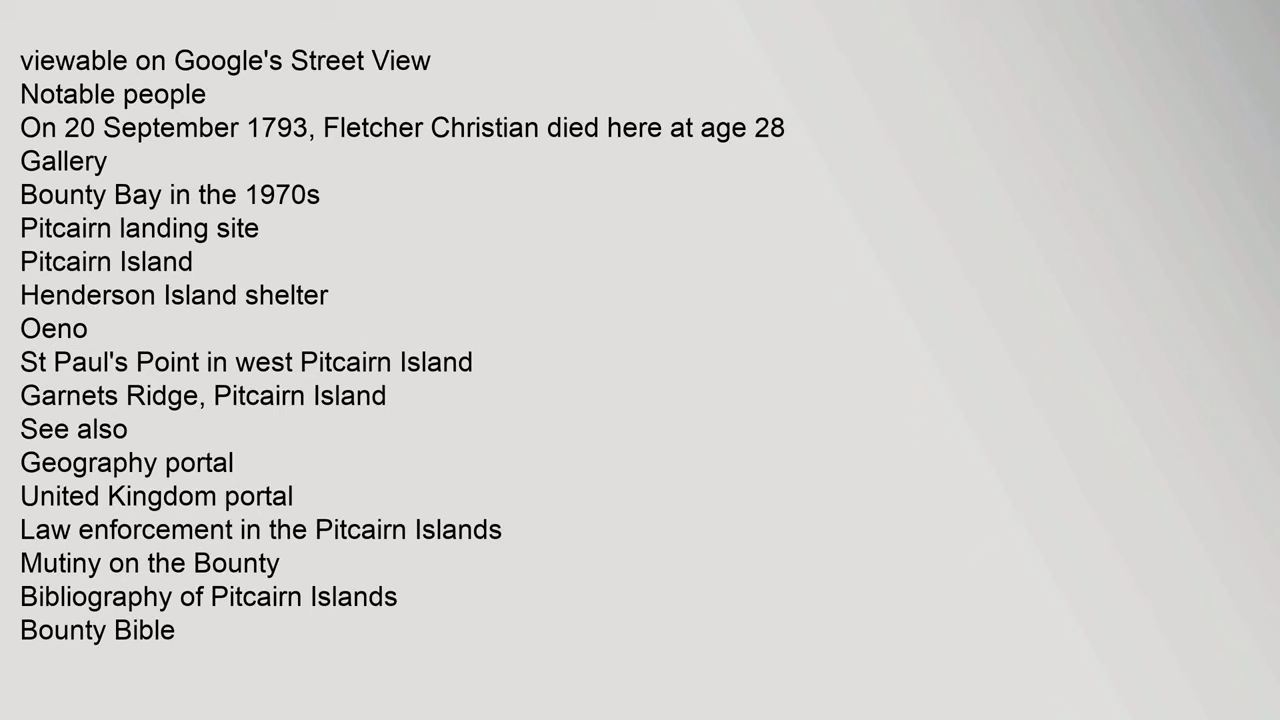 viewable on Google's Street View
Notable people
On 20 September 1793, Fletcher Christian died here at age 28
Gallery
Bounty Bay in the 1970s
Pitcairn landing site
Pitcairn Island
Henderson Island shelter
Oeno
St Paul's Point in west Pitcairn Island
Garnets Ridge, Pitcairn Island
See also
Geography portal
United Kingdom portal
Law enforcement in the Pitcairn Islands
Mutiny on the Bounty
Bibliography of Pitcairn Islands
Bounty Bible